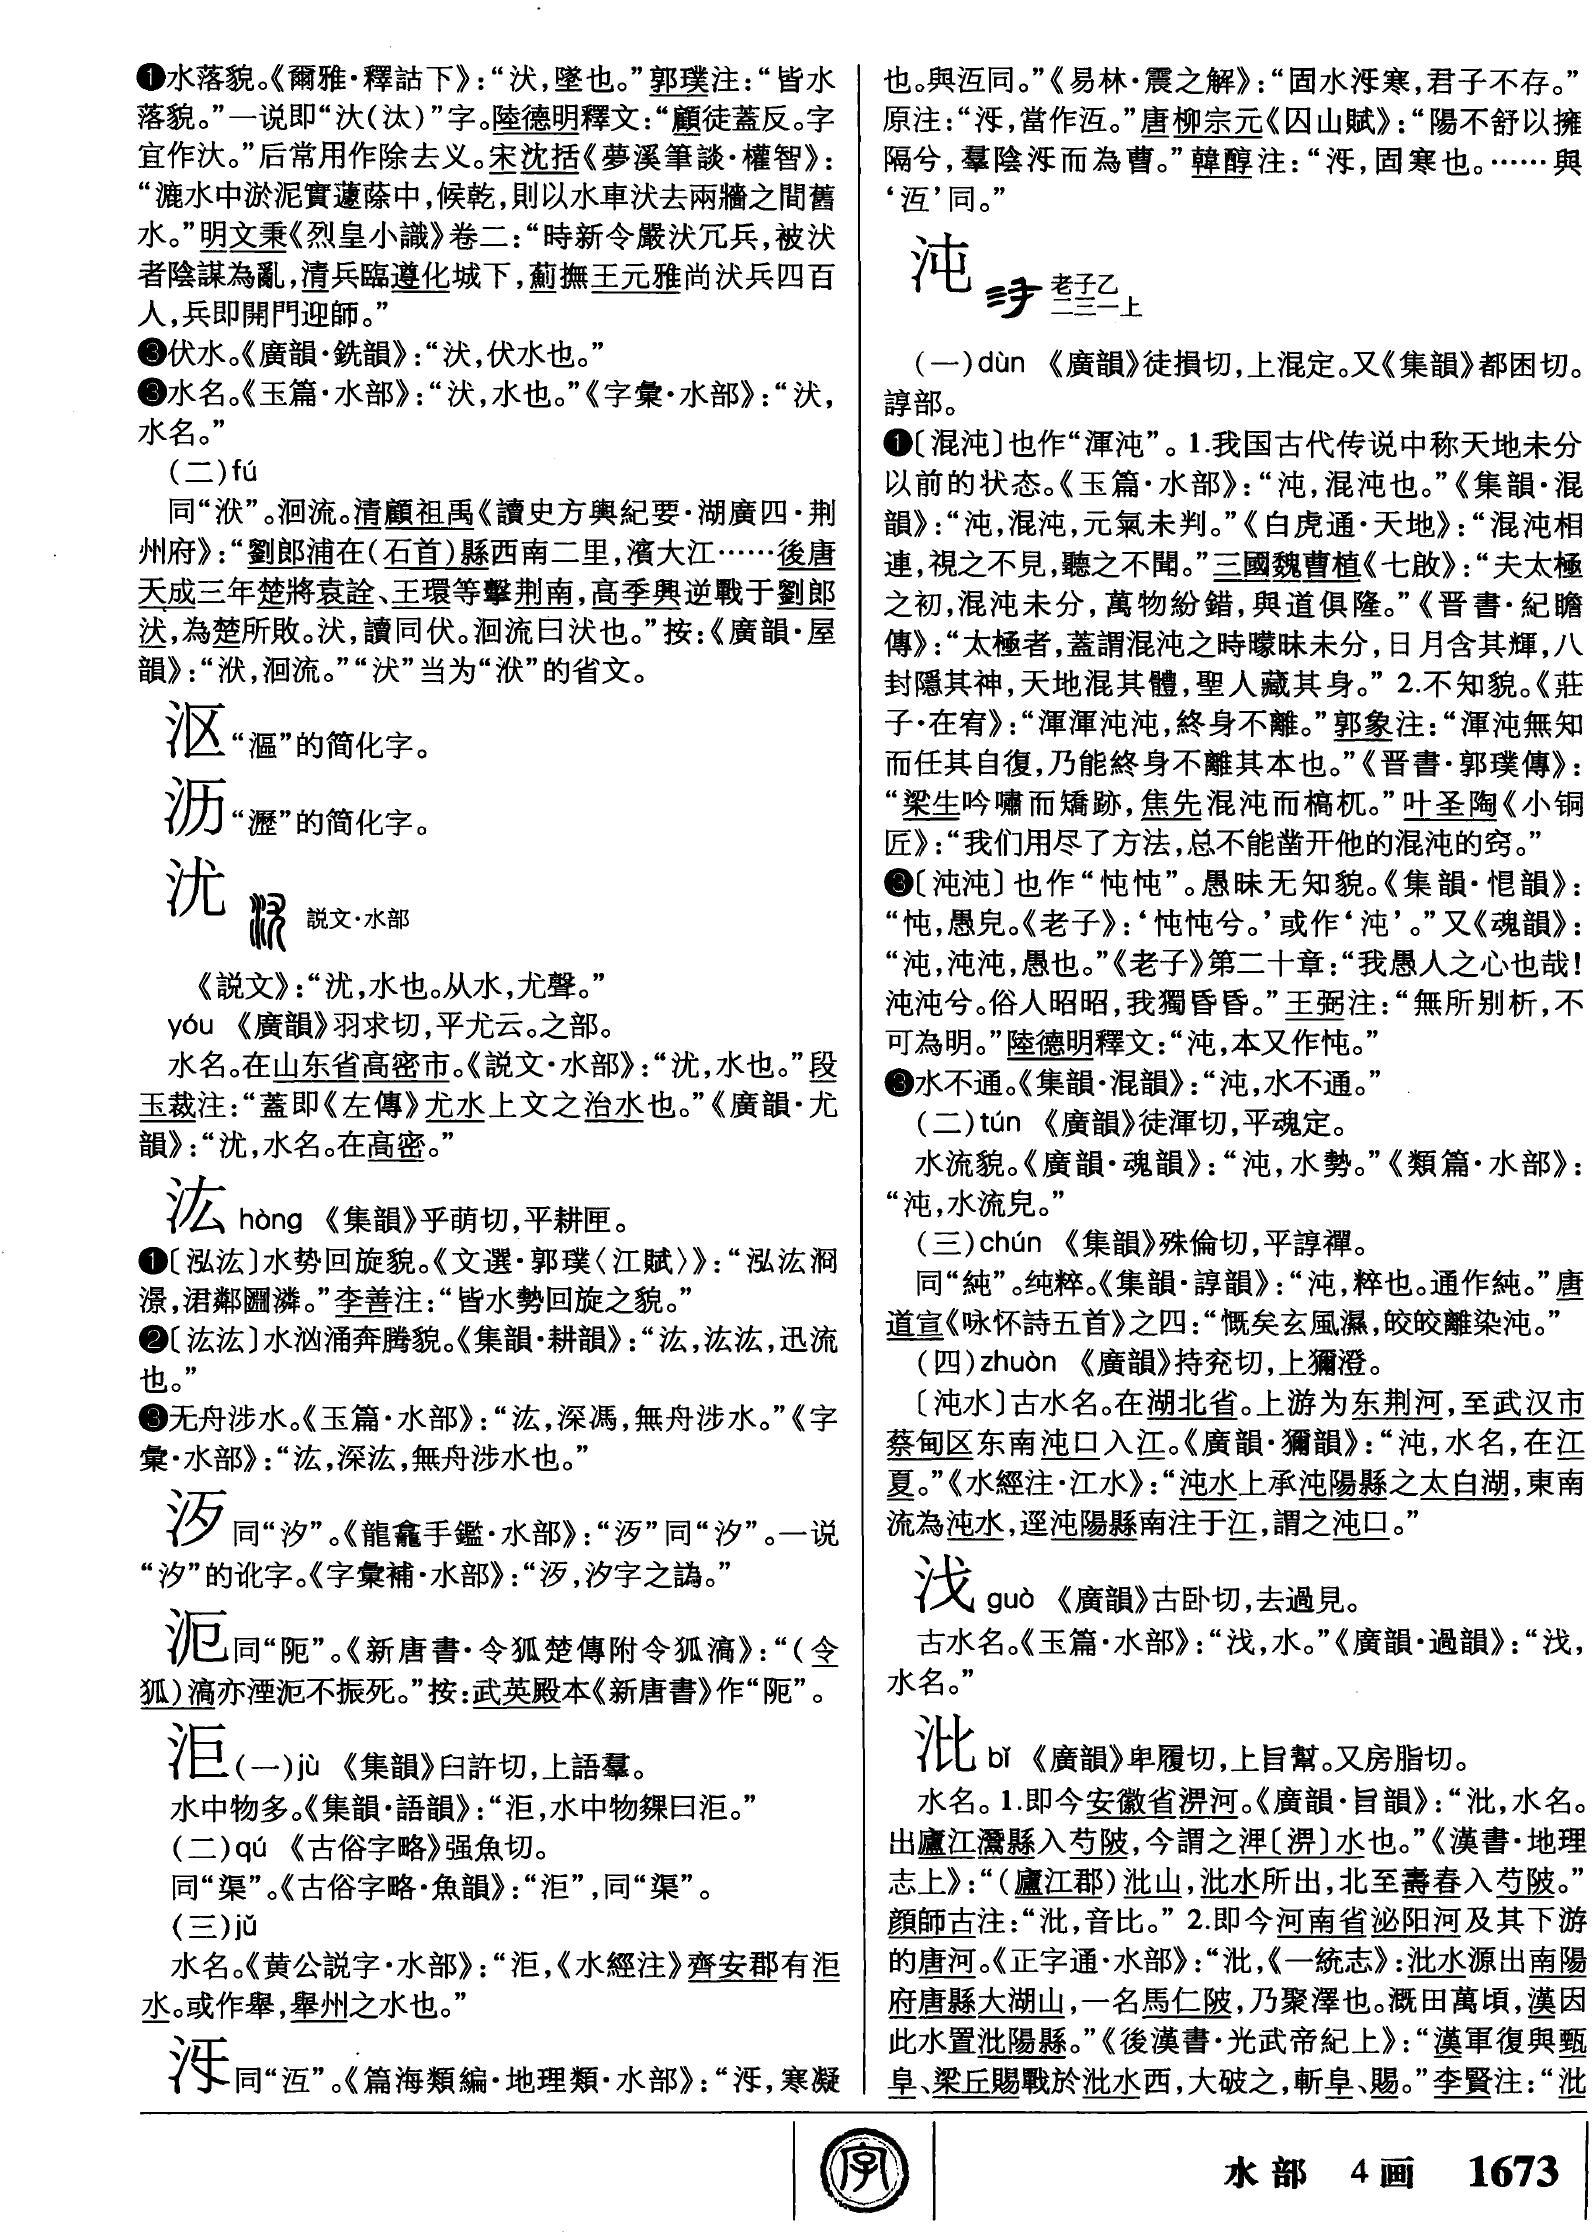 ❶水落貌。《爾雅·釋詁下》：“汱，墜也。”郭璞注：“皆水
落貌。”一说即“汏（汰）”字。陸德明釋文：“顧徒蓋反。字
宜作汏。”后常用作除去义。宋沈括《夢溪筆談·權智》：
“漉水中淤泥實蘧蒢中，候乾，則以水車汱去兩牆之間舊
水。”明文秉《烈皇小識》卷二：“時新令嚴汱冗兵，被汱
者陰謀為亂，清兵臨遵化城下，薊撫王元雅尚汱兵四百
人，兵即開門迎師。”
❸伏水。《廣韻·銑韻》：“汱，伏水也。”
❸水名。《玉篇·水部》：“汱，水也。”《字彙·水部》：“汱，
水名。”
（二）fú
同“洑”。洄流。清顧祖禹《讀史方輿紀要·湖廣四·荆
州府》：“劉郎浦在（石首）縣西南二里，濱大江……後唐
天成三年楚將袁詮、王環等擊荆南，高季興逆戰于劉郎
汱，為楚所敗。汱，讀同伏。洄流曰汱也。”按：《廣韻·屋
韻》：“洑，洄流。”“汱”当为“洑”的省文。
沤“漚”的简化字。
沥“瀝”的简化字。
沋 説文·水部
《説文》：“沋，水也。从水，尤聲。”
yóu 《廣韻》羽求切，平尤云。之部。
水名。在山东省高密市。《説文·水部》：“沋，水也。”段
玉裁注：“蓋即《左傳》尤水上文之治水也。”《廣韻·尤
韻》：“沋，水名。在高密。”
汯 hòng 《集韻》乎萌切，平耕匣。
❶〔泓汯〕水势回旋貌。《文選·郭璞〈江賦〉》：“泓汯浻
澋，涒鄰㘤潾。”李善注：“皆水勢回旋之貌。”
❷〔汯汯〕水汹涌奔腾貌。《集韻·耕韻》：“汯，汯汯，迅流
也。”
❸无舟涉水。《玉篇·水部》：“汯，深馮，無舟涉水。”《字
彙·水部》：“汯，深汯，無舟涉水也。”
汅同“汐”。《龍龕手鑑·水部》：“汅”同“汐”。一说
“汐”的讹字。《字彙補·水部》：“汅，汐字之譌。”
㲼同“阨”。《新唐書·令狐楚傳附令狐滈》：“（令
狐）滈亦湮㲼不振死。”按：武英殿本《新唐書》作“阨”。
洰（一）jù 《集韻》臼許切，上語羣。
水中物多。《集韻·語韻》：“洰，水中物夥曰洰。”
（二）qú 《古俗字略》强魚切。
同“渠”。《古俗字略·魚韻》：“洰”，同“渠”。
（三）jǔ
水名。《黄公説字·水部》：“洰，《水經注》齊安郡有洰
水。或作舉，舉州之水也。”
沍同“冱”。《篇海類編·地理類·水部》：“沍，寒凝
也。與冱同。”《易林·震之解》：“固水沍寒，君子不存。”
原注：“沍，當作冱。”唐柳宗元《囚山賦》：“陽不舒以擁
隔兮，羣陰沍而為曹。”韓醇注：“沍，固寒也。……與
‘冱’同。”
沌 老子乙
二三一上
（一）dùn 《廣韻》徒損切，上混定。又《集韻》都困切。
諄部。
❶〔混沌〕也作“渾沌”。1.我国古代传说中称天地未分
以前的状态。《玉篇·水部》：“沌，混沌也。”《集韻·混
韻》：“沌，混沌，元氣未判。”《白虎通·天地》：“混沌相
連，視之不見，聽之不聞。”三國魏曹植《七啟》：“夫太極
之初，混沌未分，萬物紛錯，與道俱隆。”《晋書·紀瞻
傳》：“太極者，蓋謂混沌之時曚昧未分，日月含其輝，八
封隱其神，天地混其體，聖人藏其身。”2.不知貌。《莊
子·在宥》：“渾渾沌沌，終身不離。”郭象注：“渾沌無知
而任其自復，乃能終身不離其本也。”《晋書·郭璞傳》：
“梁生吟嘯而矯跡，焦先混沌而槁杌。”叶圣陶《小铜
匠》：“我们用尽了方法，总不能凿开他的混沌的窍。”
❸〔沌沌〕也作“忳忳”。愚昧无知貌。《集韻·恨韻》：
“忳，愚皃。《老子》：‘忳忳兮。’或作‘沌’。”又《魂韻》：
“沌，沌沌，愚也。”《老子》第二十章：“我愚人之心也哉！
沌沌兮。俗人昭昭，我獨昏昏。”王弼注：“無所别析，不
可為明。”陸德明釋文：“沌，本又作忳。”
❸水不通。《集韻·混韻》：“沌，水不通。”
（二）tún 《廣韻》徒渾切，平魂定。
水流貌。《廣韻·魂韻》：“沌，水勢。”《類篇·水部》：
“沌，水流皃。”
（三）chún 《集韻》殊倫切，平諄禪。
同“純”。纯粹。《集韻·諄韻》：“沌，粹也。通作純。”唐
道宣《咏怀詩五首》之四：“慨矣玄風濕，皎皎離染沌。”
（四）zhuòn 《廣韻》持兖切，上獮澄。
〔沌水〕古水名。在湖北省。上游为东荆河，至武汉市
蔡甸区东南沌口入江。《廣韻·獮韻》：“沌，水名，在江
夏。”《水經注·江水》：“沌水上承沌陽縣之太白湖，東南
流為沌水，逕沌陽縣南注于江，謂之沌口。”
㳀 guò 《廣韻》古卧切，去過見。
古水名。《玉篇·水部》：“㳀，水。”《廣韻·過韻》：“㳀，
水名。”
沘 bǐ 《廣韻》卑履切，上旨幫。又房脂切。
水名。1.即今安徽省淠河。《廣韻·旨韻》：“沘，水名。
出廬江灊縣入芍陂，今謂之渒〔淠〕水也。”《漢書·地理
志上》：“（廬江郡）沘山，沘水所出，北至壽春入芍陂。”
顔師古注：“沘，音比。”2.即今河南省泌阳河及其下游
的唐河。《正字通·水部》：“沘，《一統志》：沘水源出南陽
府唐縣大湖山，一名馬仁陂，乃聚澤也。溉田萬頃，漢因
此水置沘陽縣。”《後漢書·光武帝紀上》：“漢軍復與甄
阜、梁丘賜戰於沘水西，大破之，斬阜、賜。”李賢注：“沘
字
水部 4画 1673